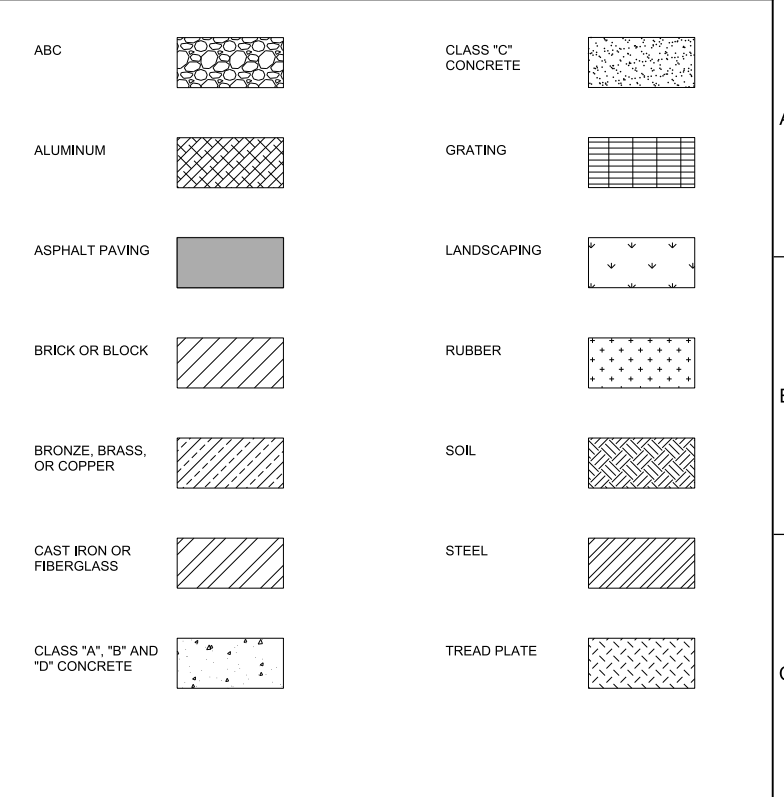 ABC
ALUMINUM
ASPHALT PAVING
BRICK OR BLOCK
BRONZE, BRASS,
OR COPPER
CAST IRON OR
FIBERGLASS
CLASS "A", "B" AND
"D" CONCRETE
CLASS "C"
CONCRETE
GRATING
LANDSCAPING
RUBBER
SOIL
STEEL
TREAD PLATE